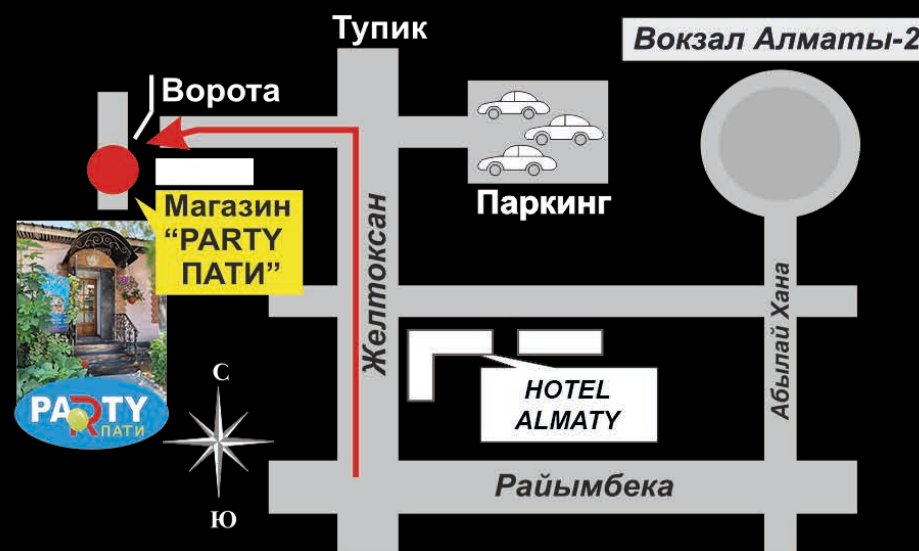 Тупик
Вокзал Алматы-2
Ворота
Паркинг
Магазин
“PARTY
ПАТИ”
Желтоксан
Абылай Хана
HOTEL
ALMATY
С
PARTY
ПАТИ
Райымбека
Ю